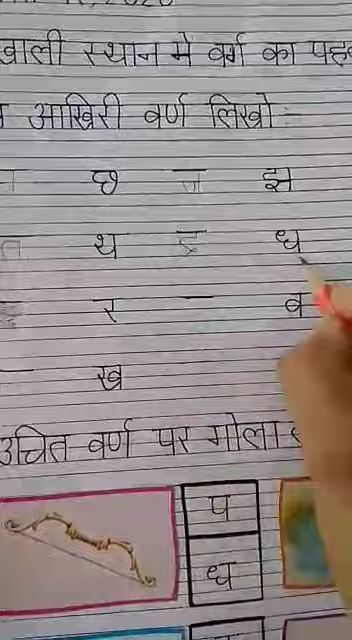 खाली स्थान मे वर्ग का पहल
आखिरी वर्ण लिखो :-
छ ज झ
त थ द ध
र व
ख
उचित वर्ण पर गोला
प
ध